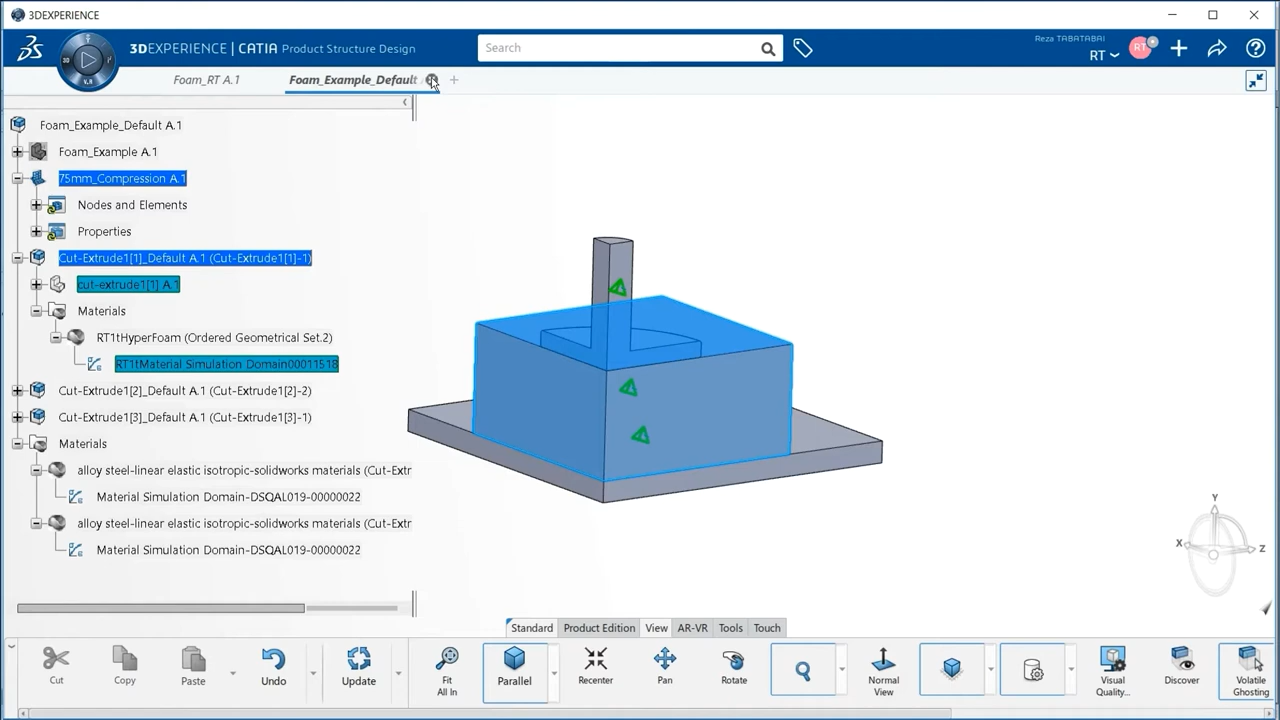 3DEXPERIENCE
3DEXPERIENCE | CATIA Product Structure Design
Search
Reza TABATABAI
RT
RT
3D
V.R
Foam_RT A.1
Foam_Example_Default
Foam_Example_Default A.1
Foam_Example A.1
75mm_Compression A.1
Nodes and Elements
Properties
Cut-Extrude1[1]_Default A.1 (Cut-Extrude1[1]-1)
cut-extrude1[1] A.1
Materials
RT1tHyperFoam (Ordered Geometrical Set.2)
RT1tMaterial Simulation Domain00011518
Cut-Extrude1[2]_Default A.1 (Cut-Extrude1[2]-2)
Cut-Extrude1[3]_Default A.1 (Cut-Extrude1[3]-1)
Materials
alloy steel-linear elastic isotropic-solidworks materials (Cut-Extr
Material Simulation Domain-DSQAL019-00000022
alloy steel-linear elastic isotropic-solidworks materials (Cut-Extr
Material Simulation Domain-DSQAL019-00000022
Y
X
Z
Standard Product Edition View AR-VR Tools Touch
Cut Copy Paste Undo Update Fit All In Parallel Recenter Pan Rotate Normal View Visual Quality... Discover Volatile Ghosting